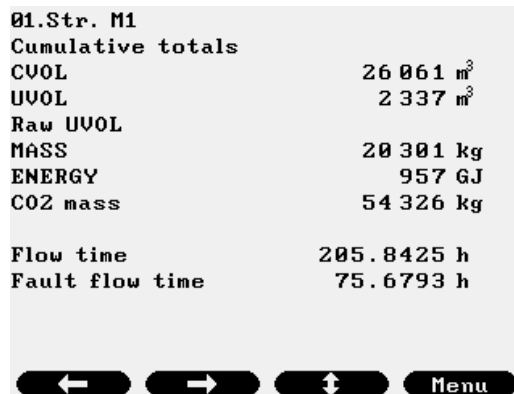 01.Str. M1
Cumulative totals
CVOL 26 061 m³
UVOL 2 337 m³
Raw UVOL
MASS 20 301 kg
ENERGY 957 GJ
CO2 mass 54 326 kg
Flow time 205.8425 h
Fault flow time 75.6793 h
← → ↕ Menu